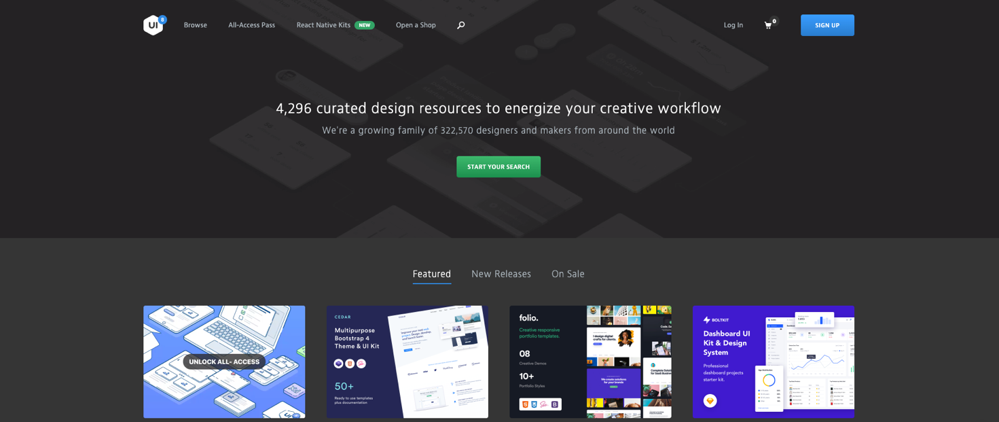 UI 8
Browse
All-Access Pass
React Native Kits NEW
Open a Shop
Log In
0
SIGN UP
4,296 curated design resources to energize your creative workflow
We're a growing family of 322,570 designers and makers from around the world
START YOUR SEARCH
Featured
New Releases
On Sale
UNLOCK ALL- ACCESS
CEDAR
Multipurpose
Bootstrap 4
Theme & UI Kit
50+
Ready to use templates
plus documentation
folio.
Creative responsive
portfolio templates.
08
Creative Demos
10+
Portfolio Styles
I design digital
crafts for clients.
We create solutions
for your brands
BOLTKIT
Dashboard UI
Kit & Design
System
Professional
dashboard projects
starter kit.